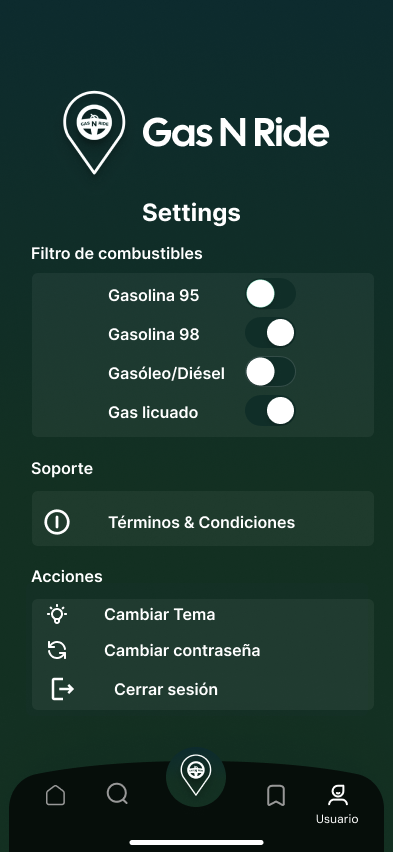 GAS N RIDE
Gas N Ride
Settings
Filtro de combustibles
Gasolina 95
Gasolina 98
Gasóleo/Diésel
Gas licuado
Soporte
Términos & Condiciones
Acciones
Cambiar Tema
Cambiar contraseña
Cerrar sesión
Usuario